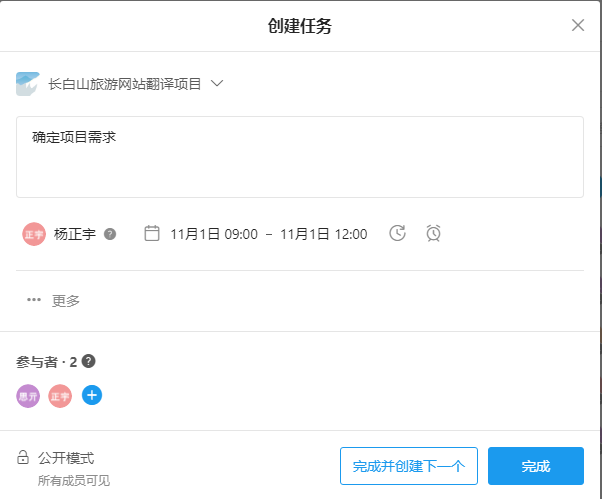 创建任务
长白山旅游网站翻译项目
确定项目需求
正宇 杨正宇 ? 11月1日 09:00 － 11月1日 12:00
更多
参与者 · 2 ?
思开 正宇
公开模式
所有成员可见
完成并创建下一个 完成